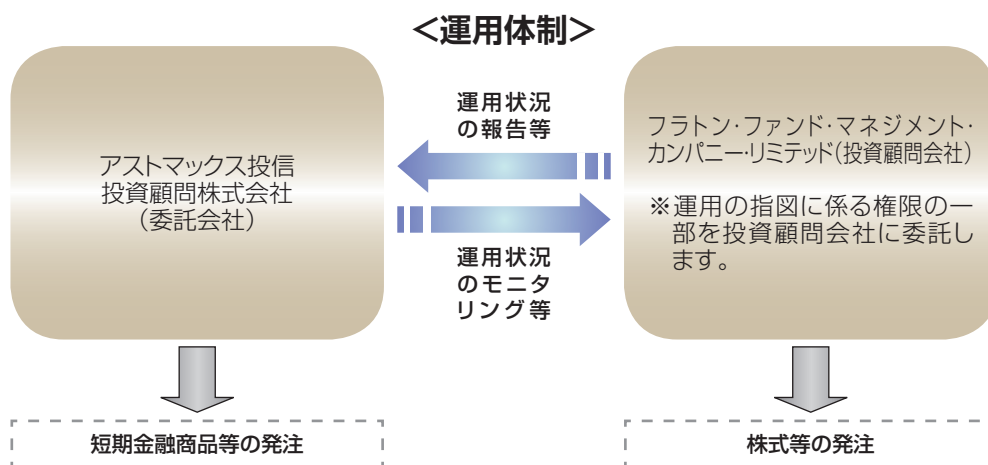 ＜運用体制＞
運用状況
の報告等
アストマックス投信
投資顧問株式会社
（委託会社）
フラトン・ファンド・マネジメント・
カンパニー・リミテッド（投資顧問会社）
※運用の指図に係る権限の一
部を投資顧問会社に委託し
ます。
運用状況
のモニタ
リング等
短期金融商品等の発注
株式等の発注